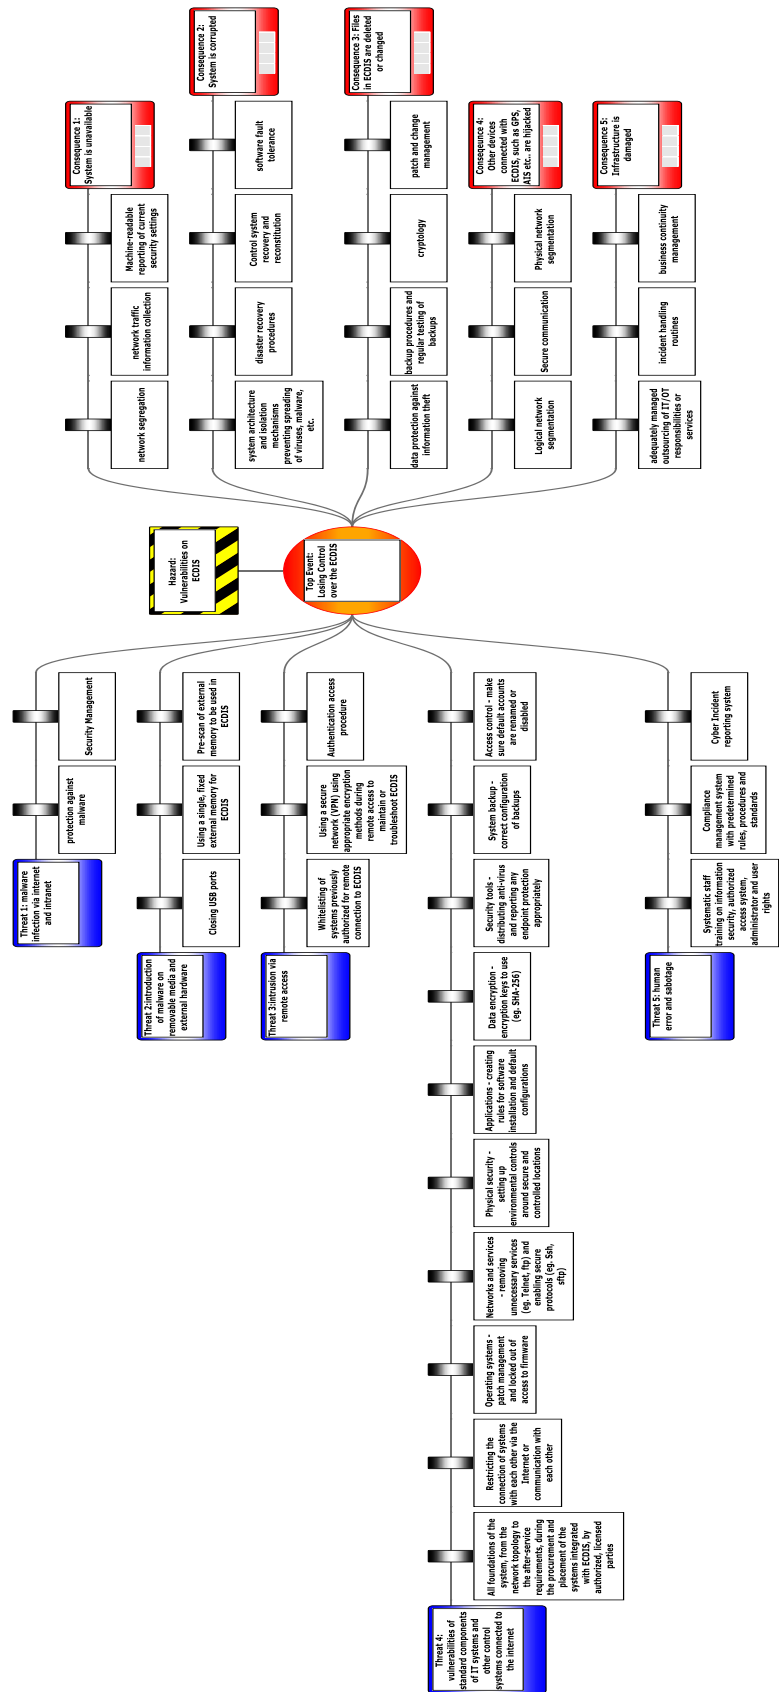 Hazard:
Vulnerabilities on
ECDIS
Top Event:
Losing Control
over the ECDIS
Threat 1: malware
infection via internet
and intranet
protection against
malware
Security Management
Threat 2:introduction
of malware on
removable media and
external hardware
Closing USB ports
Using a single, fixed
external memory for
ECDIS
Pre-scan of external
memory to be used in
ECDIS
Threat 3:intrusion via
remote access
Whitelisting of
systems previously
authorized for remote
connection to ECDIS
Using a secure
network (VPN) using
appropriate encryption
methods during
remote access to
maintain or
troubleshoot ECDIS
Authentication access
procedure
Threat 4:
vulnerabilities of
standard components
of IT systems and
other control
systems connected to
the internet
All foundations of the
system, from the
network topology to
the after-service
requirements, during
the procurement and
placement of the
systems integrated
with ECDIS, by
authorized, licensed
parties
Restricting the
connection of systems
with each other via the
Internet or
communication with
each other
Operating systems -
patch management
and locked out of
access to firmware
Networks and services
- removing
unnecessary services
(eg. Telnet, ftp) and
enabling secure
protocols (eg. Ssh,
sftp)
Physical security -
setting up
environmental controls
around secure and
controlled locations
Applications - creating
rules for software
installation and default
configurations
Data encryption -
encryption keys to use
(eg. SHA-256)
Security tools -
distributing anti-virus
and reporting any
endpoint protection
appropriately
System backup -
correct configuration
of backups
Access control - make
sure default accounts
are renamed or
disabled
Threat 5: human
error and sabotage
Systematic staff
training on information
security, authorized
access system,
administrator and user
rights
Compliance
management system
with predetermined
rules, procedures and
standards
Cyber Incident
reporting system
network segregation
network traffic
information collection
Machine-readable
reporting of current
security settings
Consequence 1:
System is unavailable
system architecture
and isolation
mechanisms
preventing spreading
of viruses, malware,
etc.
disaster recovery
procedures
Control system
recovery and
reconstitution
software fault
tolerance
Consequence 2:
System is corrupted
data protection against
information theft
backup procedures and
regular testing of
backups
cryptology
patch and change
management
Consequence 3: Files
in ECDIS are deleted
or changed
Logical network
segmentation
Secure communication
Physical network
segmentation
Conseqeunce 4:
Other devices
connected with
ECDIS, such as GPS,
AIS etc.. are hijacked
adequately managed
outsourcing of IT/OT
responsibilities or
services
incident handling
routines
business continuity
management
Consequence 5:
Infrastructure is
damaged